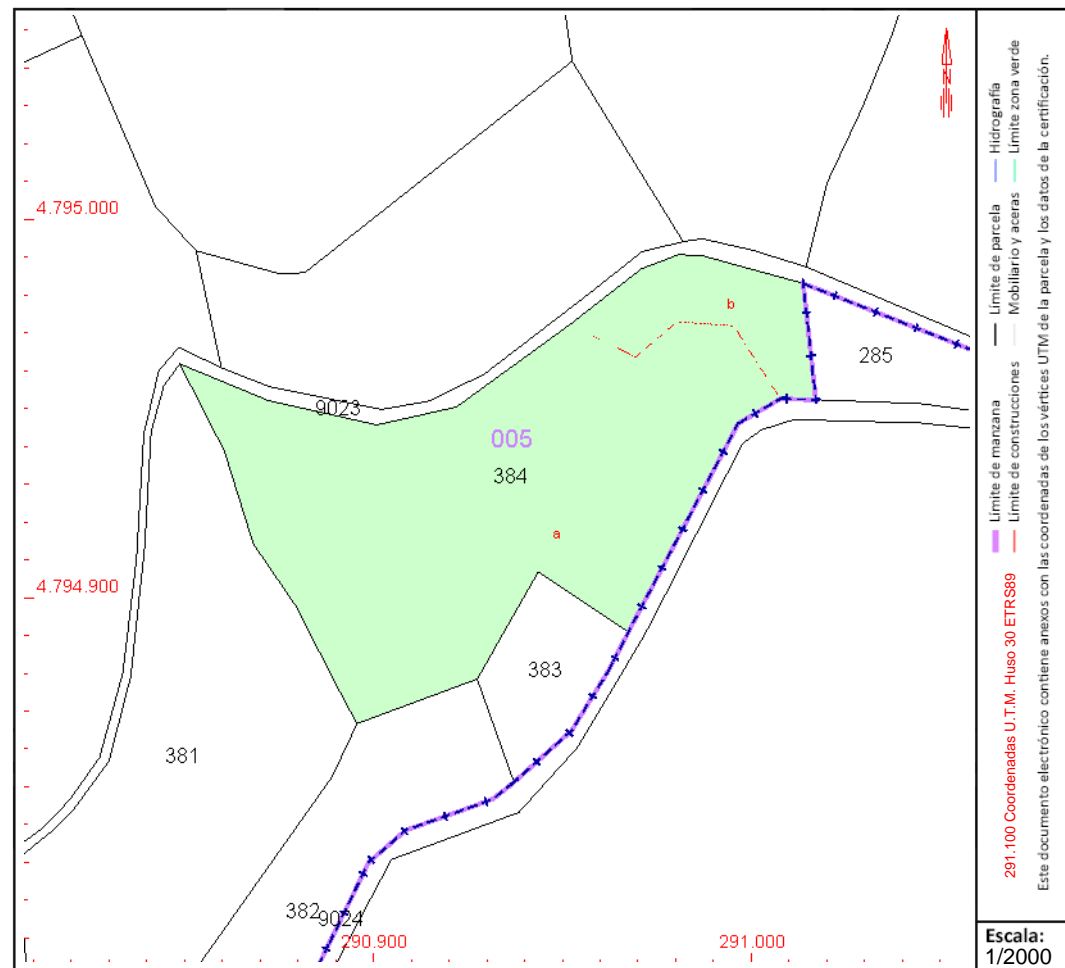 N
4.795.000
b
285
9023
005
384
a
4.794.900
383
381
382
9024
290.900
291.000
Límite de manzana
Límite de parcela
Hidrografía
Límite de construcciones
Mobiliario y aceras
Límite zona verde
291.100 Coordenadas U.T.M. Huso 30 ETRS89
Este documento electrónico contiene anexos con las coordenadas de los vértices UTM de la parcela y los datos de la certificación.
Escala:
1/2000